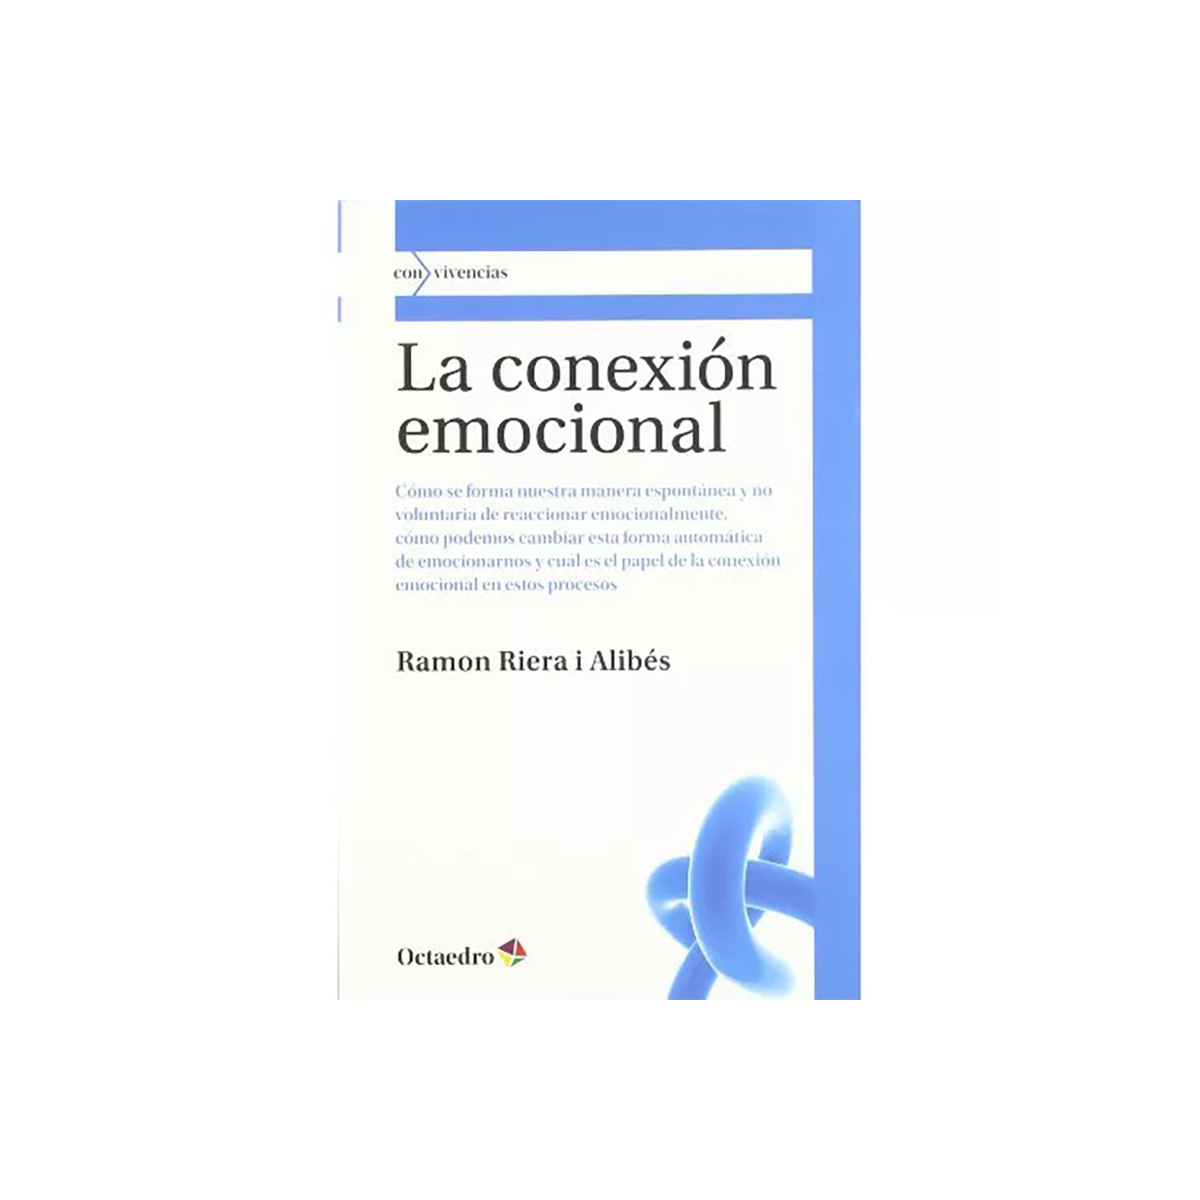 con vivencias
La conexión
emocional
Cómo se forma nuestra manera espontánea y no
voluntaria de reaccionar emocionalmente,
cómo podemos cambiar esta forma automática
de emocionarnos y cuál es el papel de la conexión
emocional en estos procesos
Ramon Riera i Alibés
Octaedro